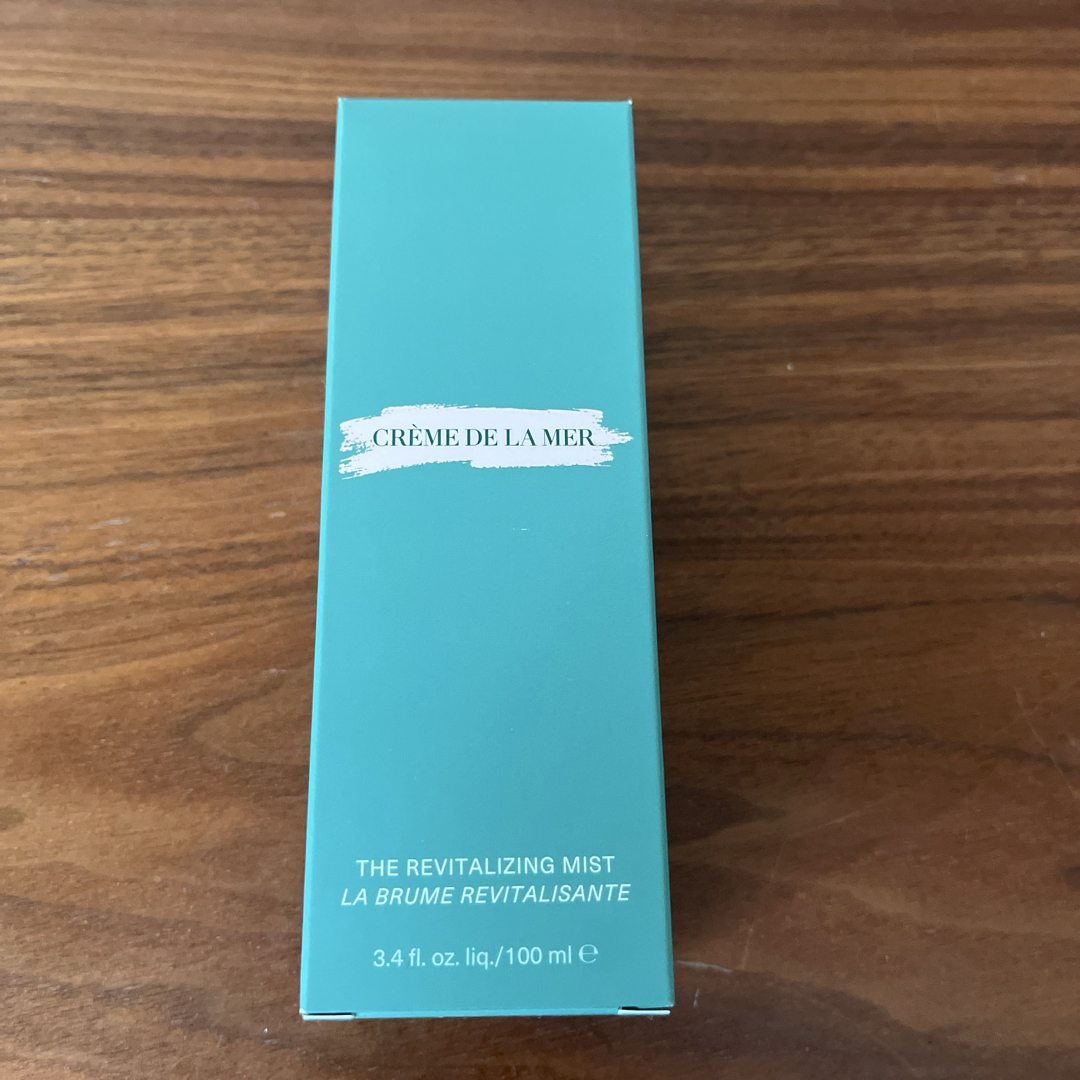 CRÈME DE LA MER
THE REVITALIZING MIST
LA BRUME REVITALISANTE
3.4 fl. oz. liq./100 ml ℮